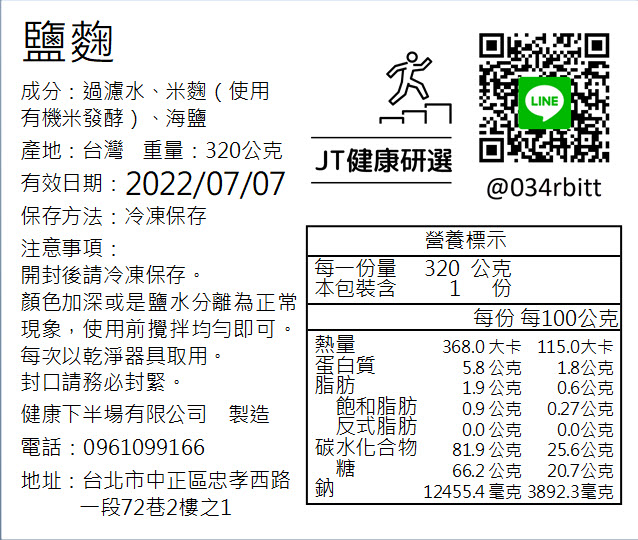 鹽麴
成分：過濾水、米麴（使用
有機米發酵）、海鹽
產地：台灣　重量：320公克
有效日期：2022/07/07
保存方法：冷凍保存
注意事項：
開封後請冷凍保存。
顏色加深或是鹽水分離為正常
現象，使用前攪拌均勻即可。
每次以乾淨器具取用。
封口請務必封緊。
健康下半場有限公司　製造
電話：0961099166
地址：台北市中正區忠孝西路
一段72巷2樓之1
JT健康研選
LINE
@034rbitt
營養標示
每一份量　320 公克
本包裝含　1　份
每份 每100公克
熱量　368.0 大卡　115.0大卡
蛋白質　5.8 公克　1.8公克
脂肪　1.9 公克　0.6公克
飽和脂肪　0.9 公克　0.27公克
反式脂肪　0.0 公克　0.0公克
碳水化合物　81.9 公克　25.6公克
糖　66.2 公克　20.7公克
鈉　12455.4 毫克 3892.3毫克